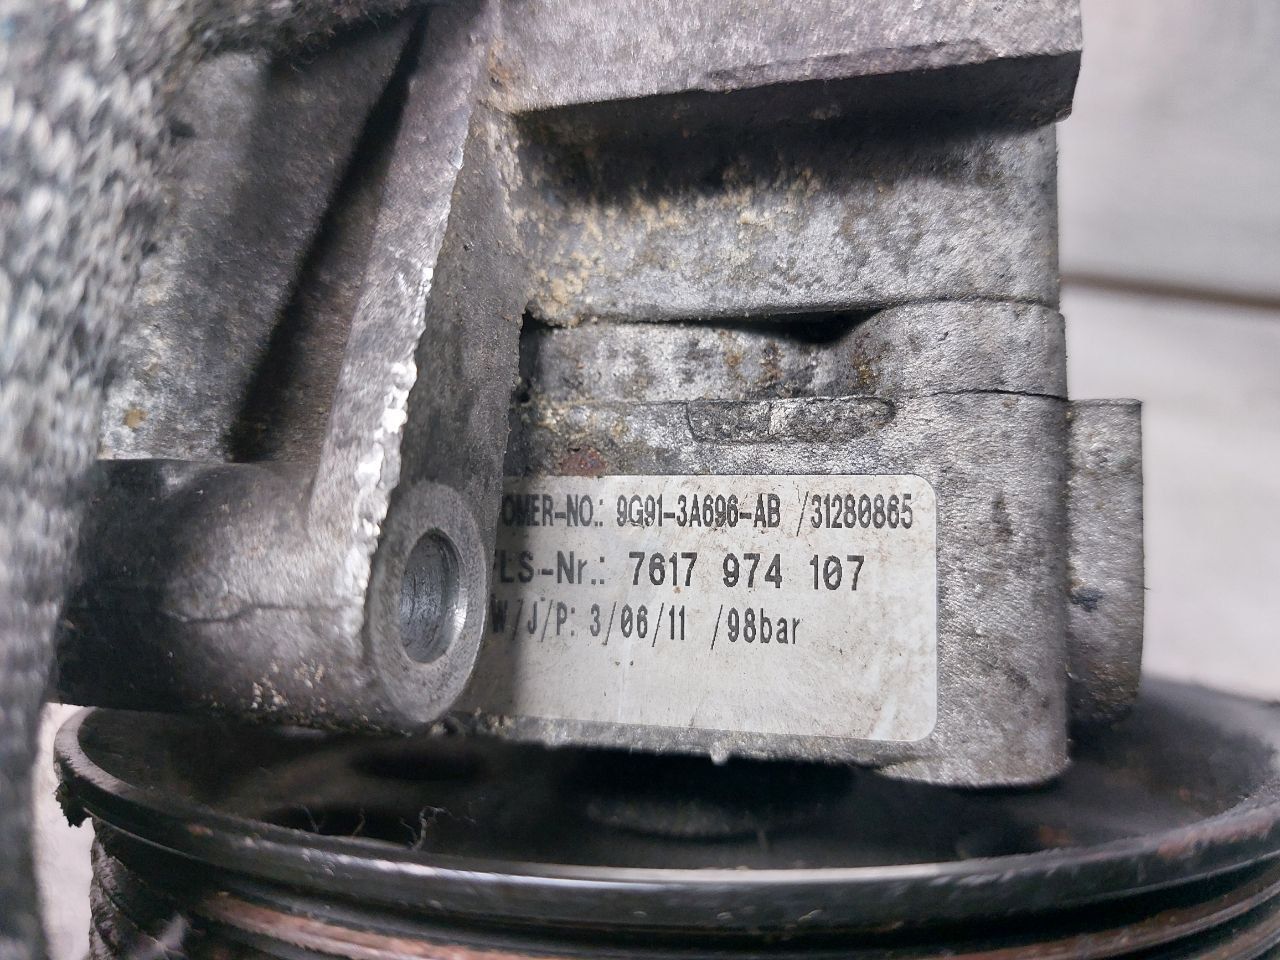 OMER-NO.: 9G91-3A696-AB /31280865
LS-Nr.: 7617 974 107
W/J/P: 3/06/11 /98bar